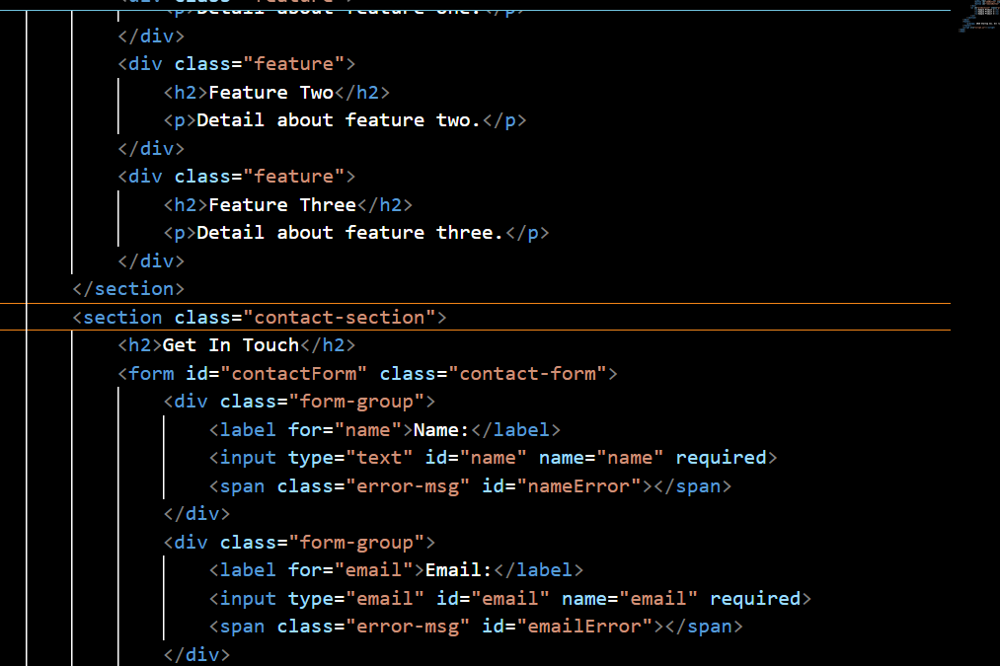 <p>Detail about feature one.</p>
</div>
<div class="feature">
<h2>Feature Two</h2>
<p>Detail about feature two.</p>
</div>
<div class="feature">
<h2>Feature Three</h2>
<p>Detail about feature three.</p>
</div>
</section>
<section class="contact-section">
<h2>Get In Touch</h2>
<form id="contactForm" class="contact-form">
<div class="form-group">
<label for="name">Name:</label>
<input type="text" id="name" name="name" required>
<span class="error-msg" id="nameError"></span>
</div>
<div class="form-group">
<label for="email">Email:</label>
<input type="email" id="email" name="email" required>
<span class="error-msg" id="emailError"></span>
</div>